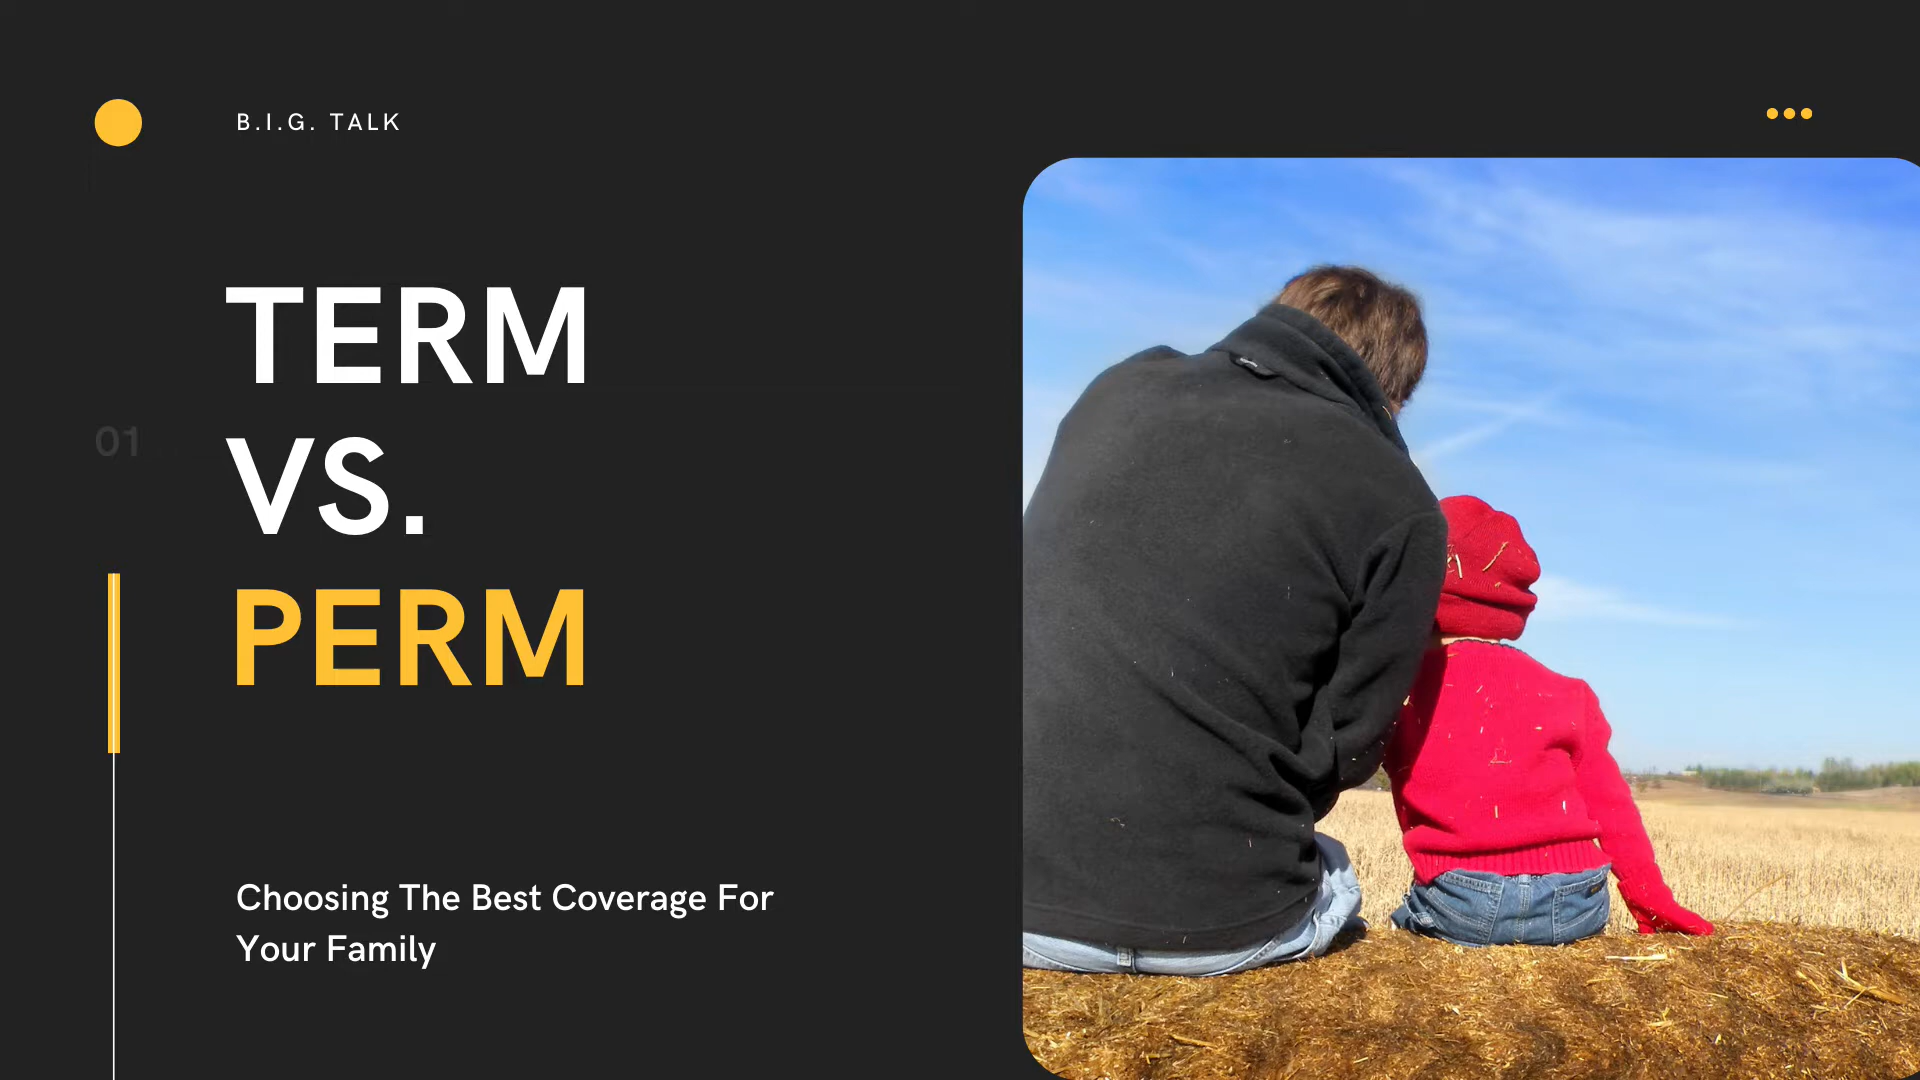 B.I.G. TALK
TERM
VS.
01
PERM
Choosing The Best Coverage For
Your Family